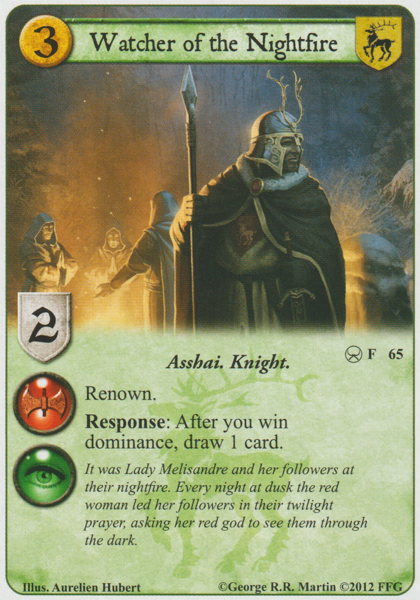 3
Watcher of the Nightfire
2
Asshai. Knight.
F 65
Renown.
Response: After you win
dominance, draw 1 card.
It was Lady Melisandre and her followers at
their nightfire. Every night at dusk the red
woman led her followers in their twilight
prayer, asking her red god to see them through
the dark.
Illus. Aurelien Hubert
©George R.R. Martin ©2012 FFG